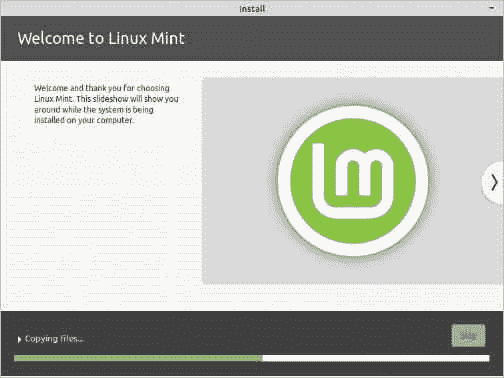 Install
Welcome to Linux Mint
Welcome and thank you for choosing
Linux Mint. This slideshow will show you
around while the system is being
installed on your computer.
Copying files...
Skip